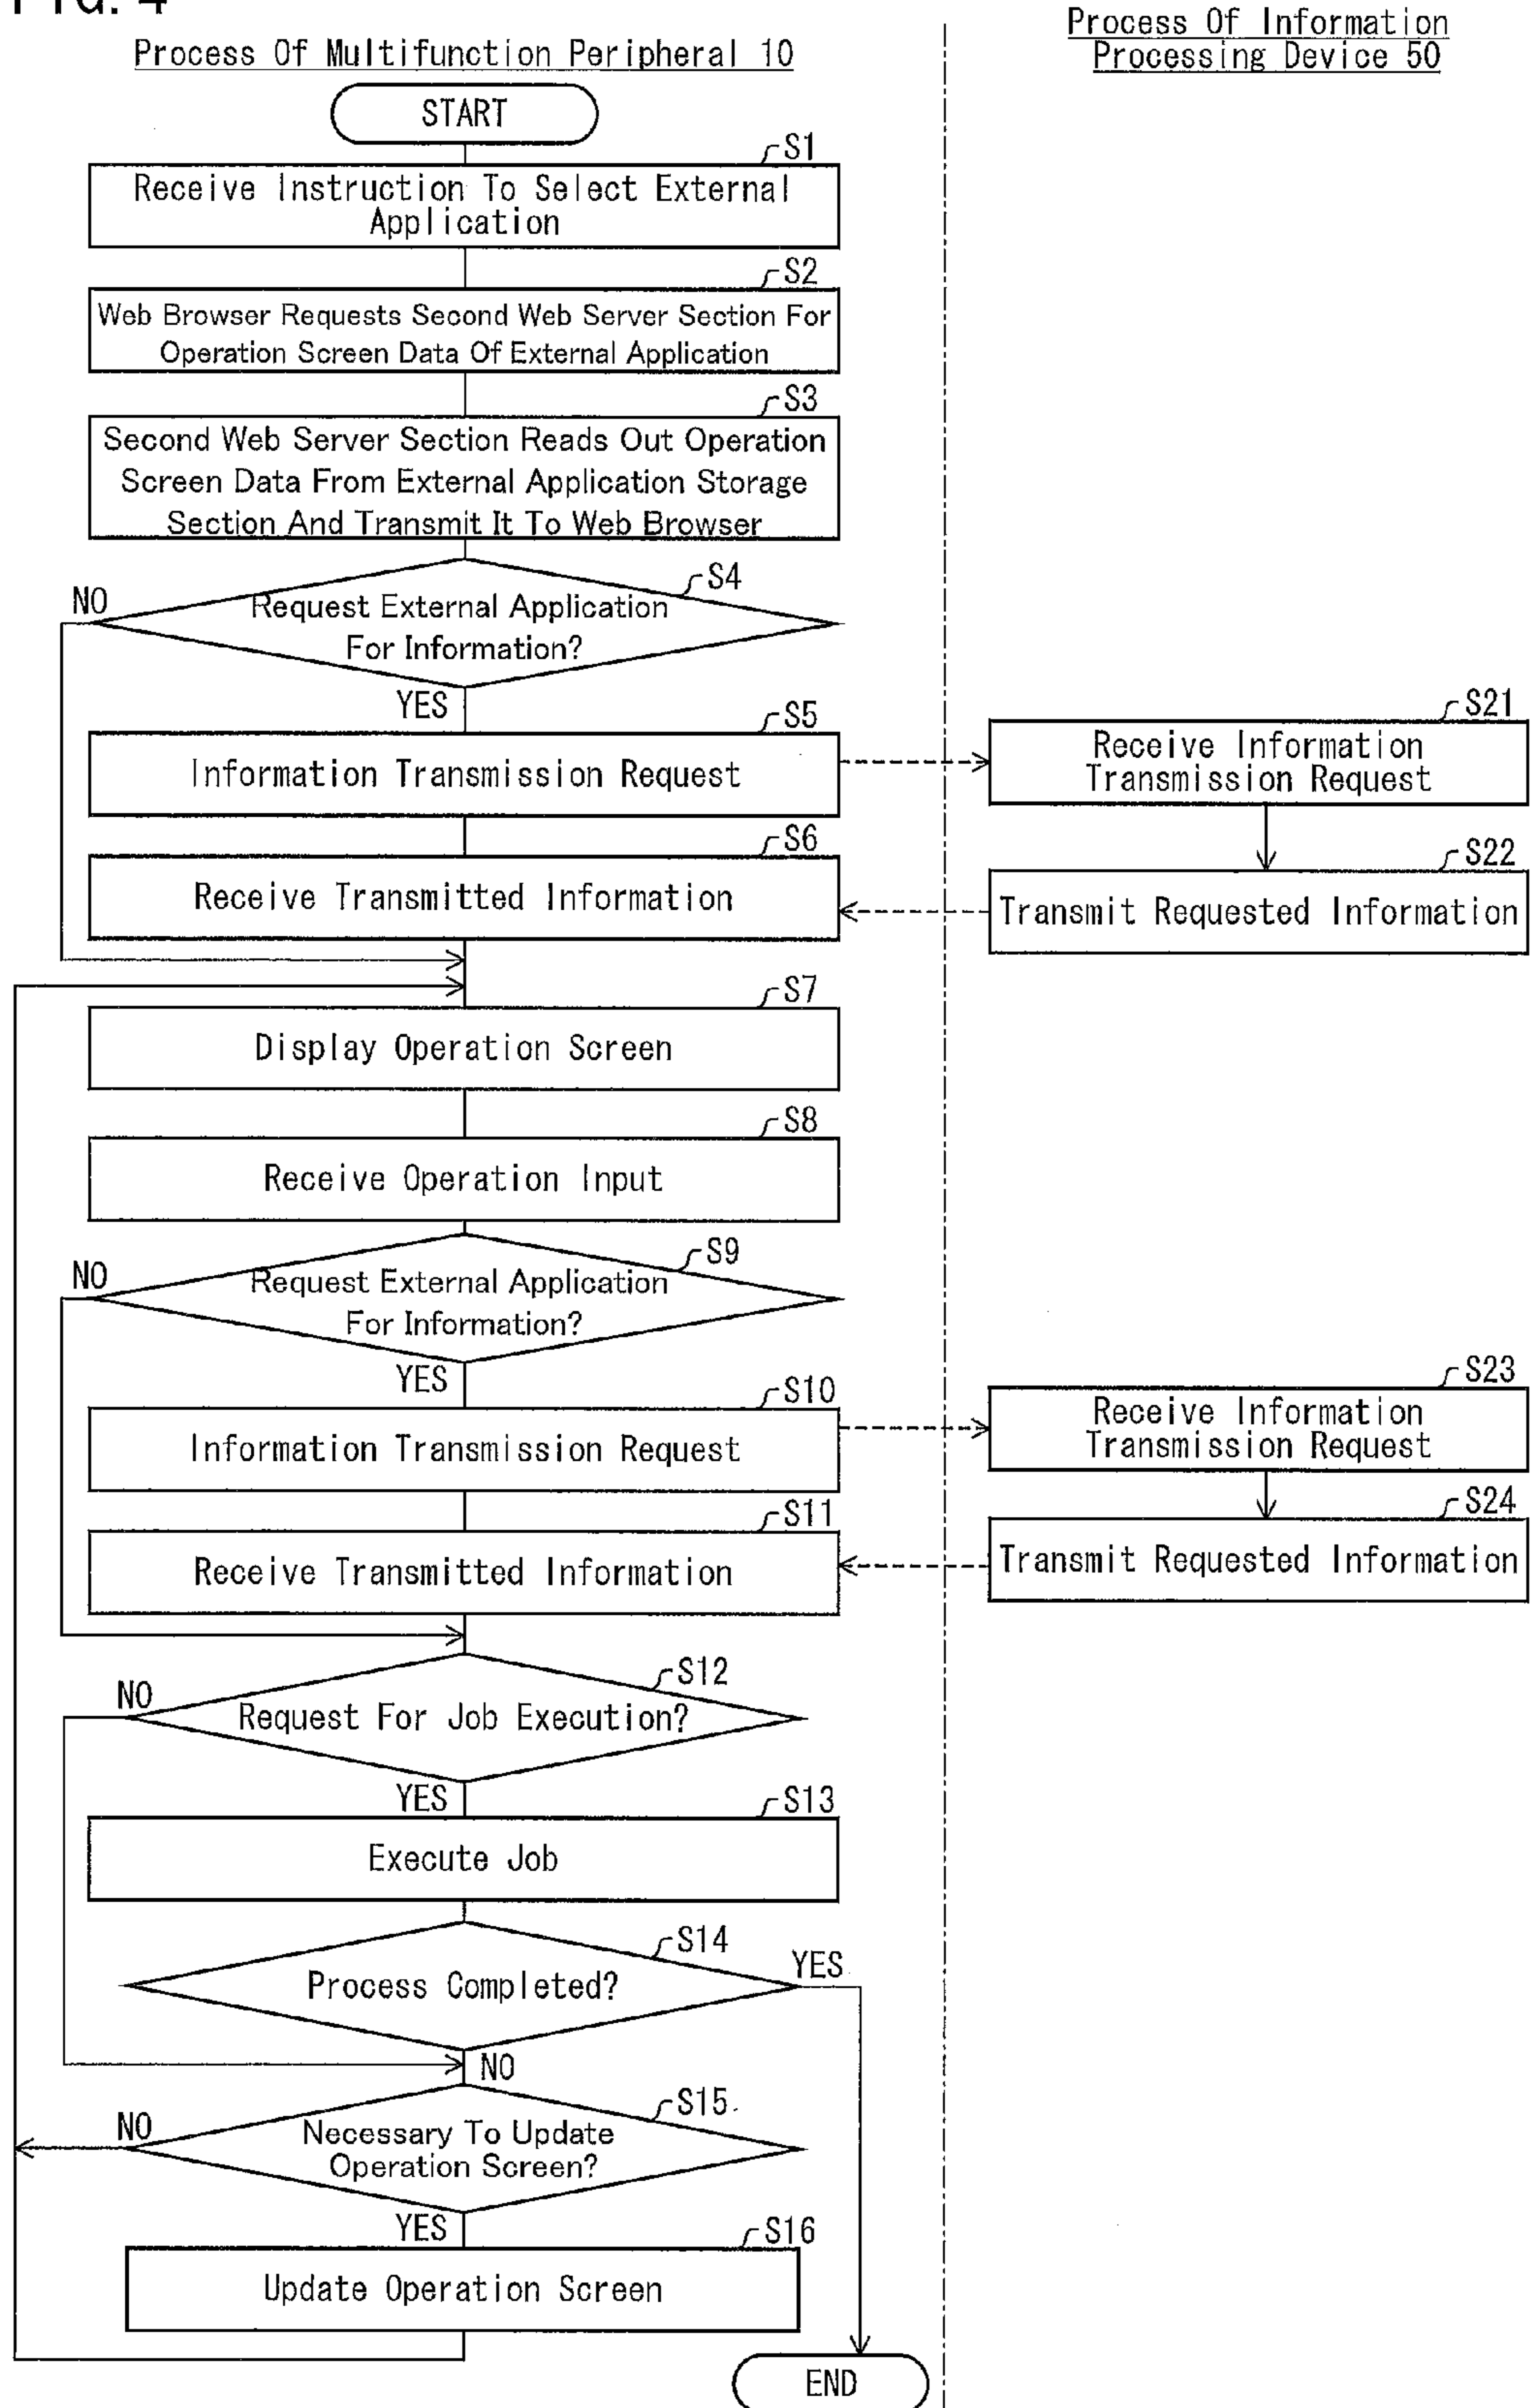 FIG. 4
Process Of Multifunction Peripheral 10
Process Of Information
Processing Device 50
START
S1
Receive Instruction To Select External
Application
S2
Web Browser Requests Second Web Server Section For
Operation Screen Data Of External Application
S3
Second Web Server Section Reads Out Operation
Screen Data From External Application Storage
Section And Transmit It To Web Browser
S4
NO
Request External Application
For Information?
YES
S5
Information Transmission Request
S21
Receive Information
Transmission Request
S6
Receive Transmitted Information
S22
Transmit Requested Information
S7
Display Operation Screen
S8
Receive Operation Input
S9
NO
Request External Application
For Information?
YES
S10
Information Transmission Request
S23
Receive Information
Transmission Request
S11
Receive Transmitted Information
S24
Transmit Requested Information
S12
NO
Request For Job Execution?
YES
S13
Execute Job
S14
YES
Process Completed?
NO
S15
NO
Necessary To Update
Operation Screen?
YES
S16
Update Operation Screen
END